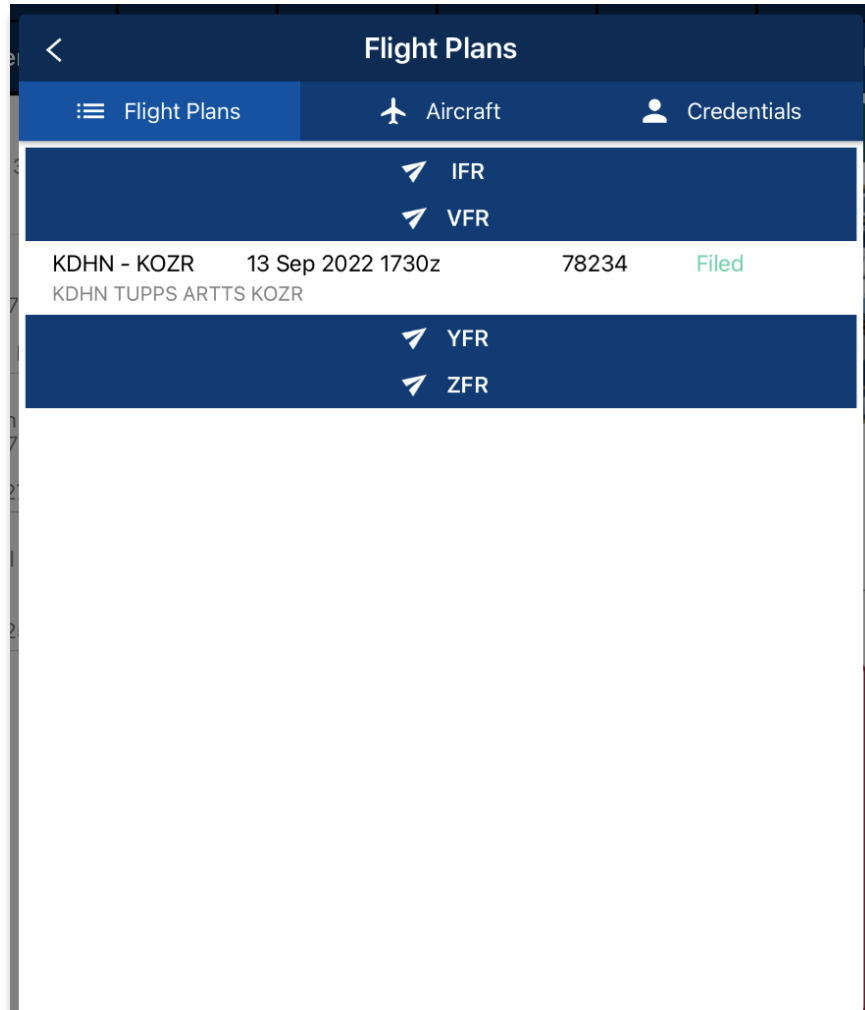 Flight Plans
Flight Plans Aircraft Credentials
IFR
VFR
KDHN - KOZR 13 Sep 2022 1730z 78234 Filed
KDHN TUPPS ARTTS KOZR
YFR
ZFR